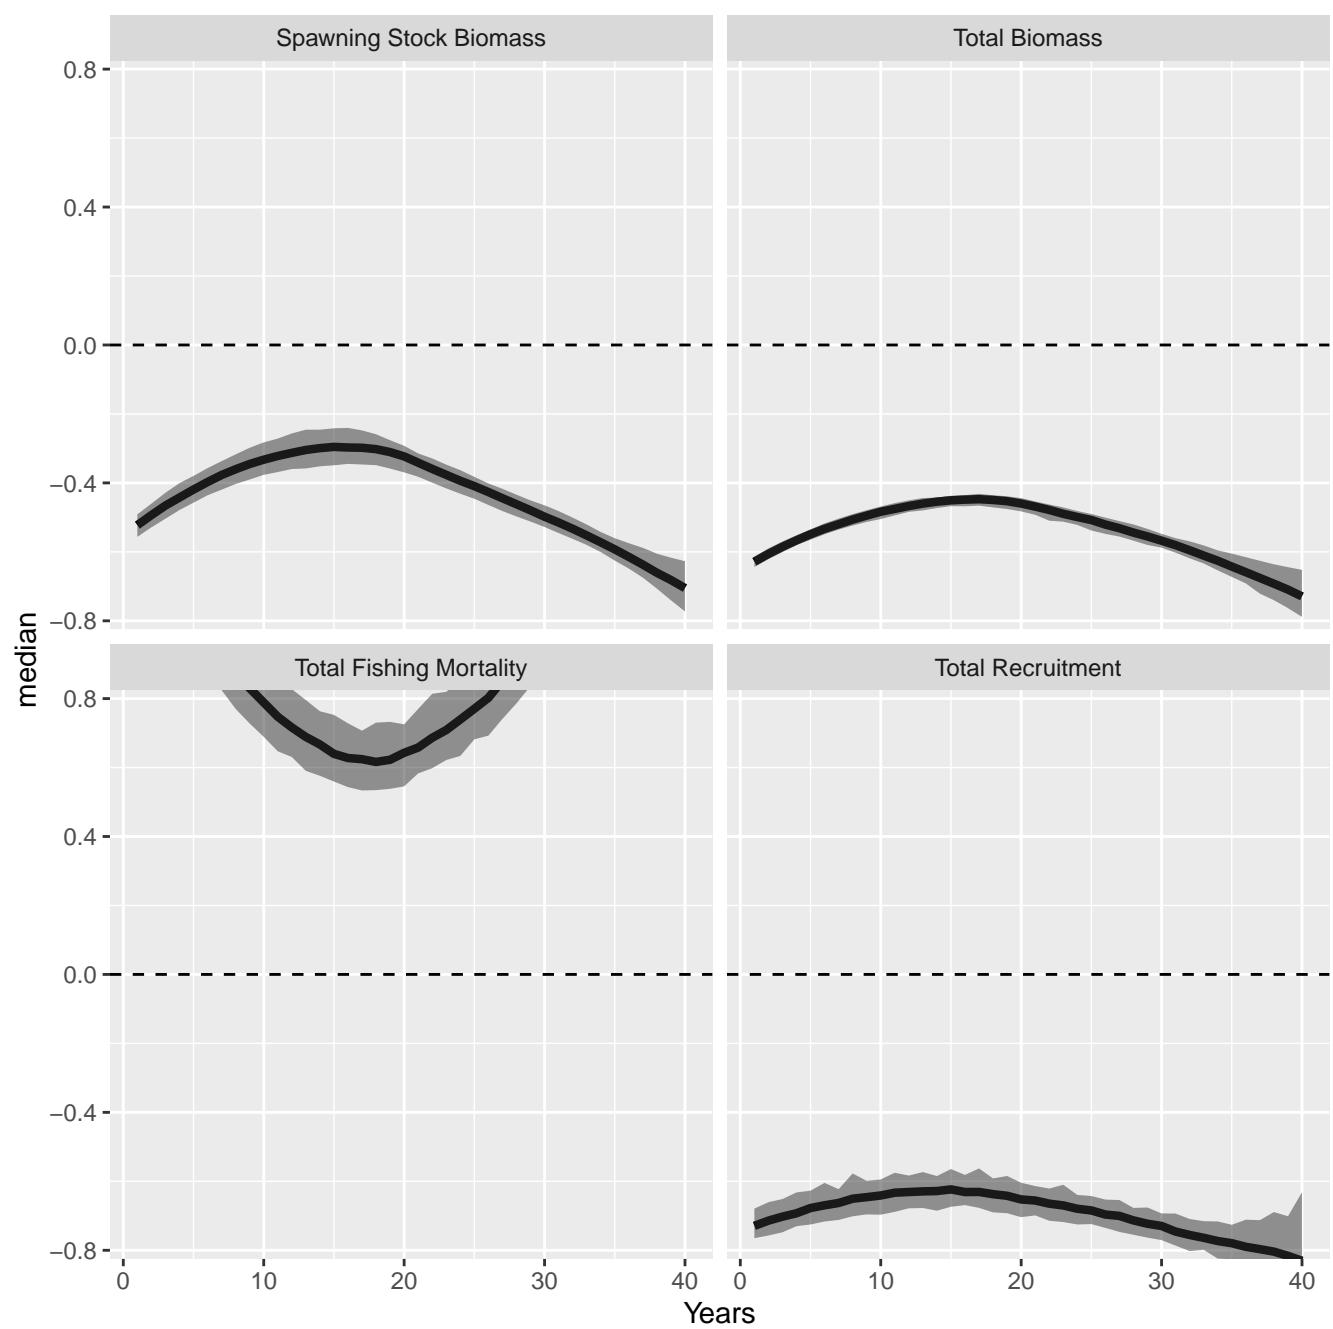 Spawning Stock Biomass
Total Biomass
0.8
0.4
0.0
−0.4
−0.8
median
Total Fishing Mortality
Total Recruitment
0.8
0.4
0.0
−0.4
−0.8
0 10 20 30 40
0 10 20 30 40
Years